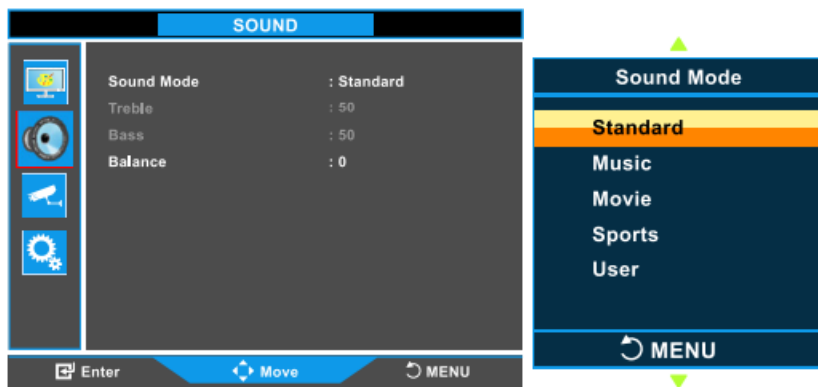 SOUND
Sound Mode : Standard
Treble : 50
Bass : 50
Balance : 0
Enter Move MENU
Sound Mode
Standard
Music
Movie
Sports
User
MENU